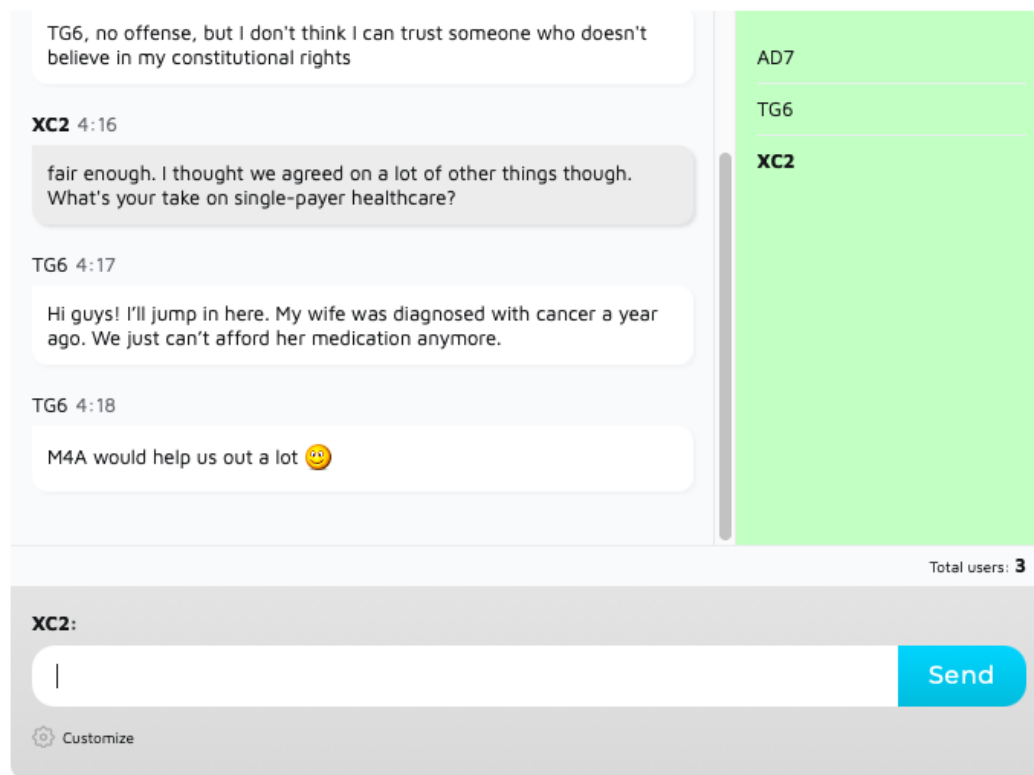 TG6, no offense, but I don't think I can trust someone who doesn't
believe in my constitutional rights
XC2 4:16
fair enough. I thought we agreed on a lot of other things though.
What's your take on single-payer healthcare?
TG6 4:17
Hi guys! I’ll jump in here. My wife was diagnosed with cancer a year
ago. We just can’t afford her medication anymore.
TG6 4:18
M4A would help us out a lot
AD7
TG6
XC2
Total users: 3
XC2:
Send
Customize